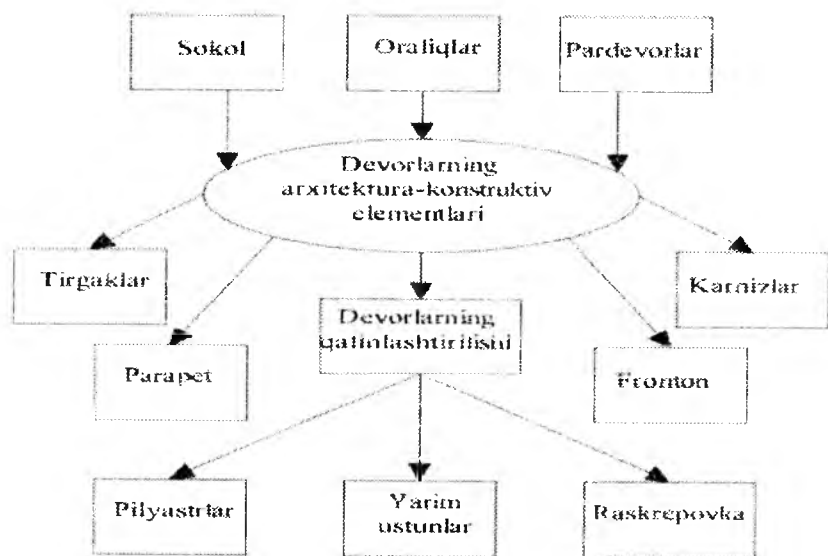 Sokol
Oraliqlar
Pardevorlar
Devorlarning
arxitektura-konstruktiv
elementlari
Tirgaklar
Karnizlar
Devorlarning
qalinlashtirilishi
Parapet
Fronton
Pilyastrlar
Yarim
ustunlar
Raskrepovka